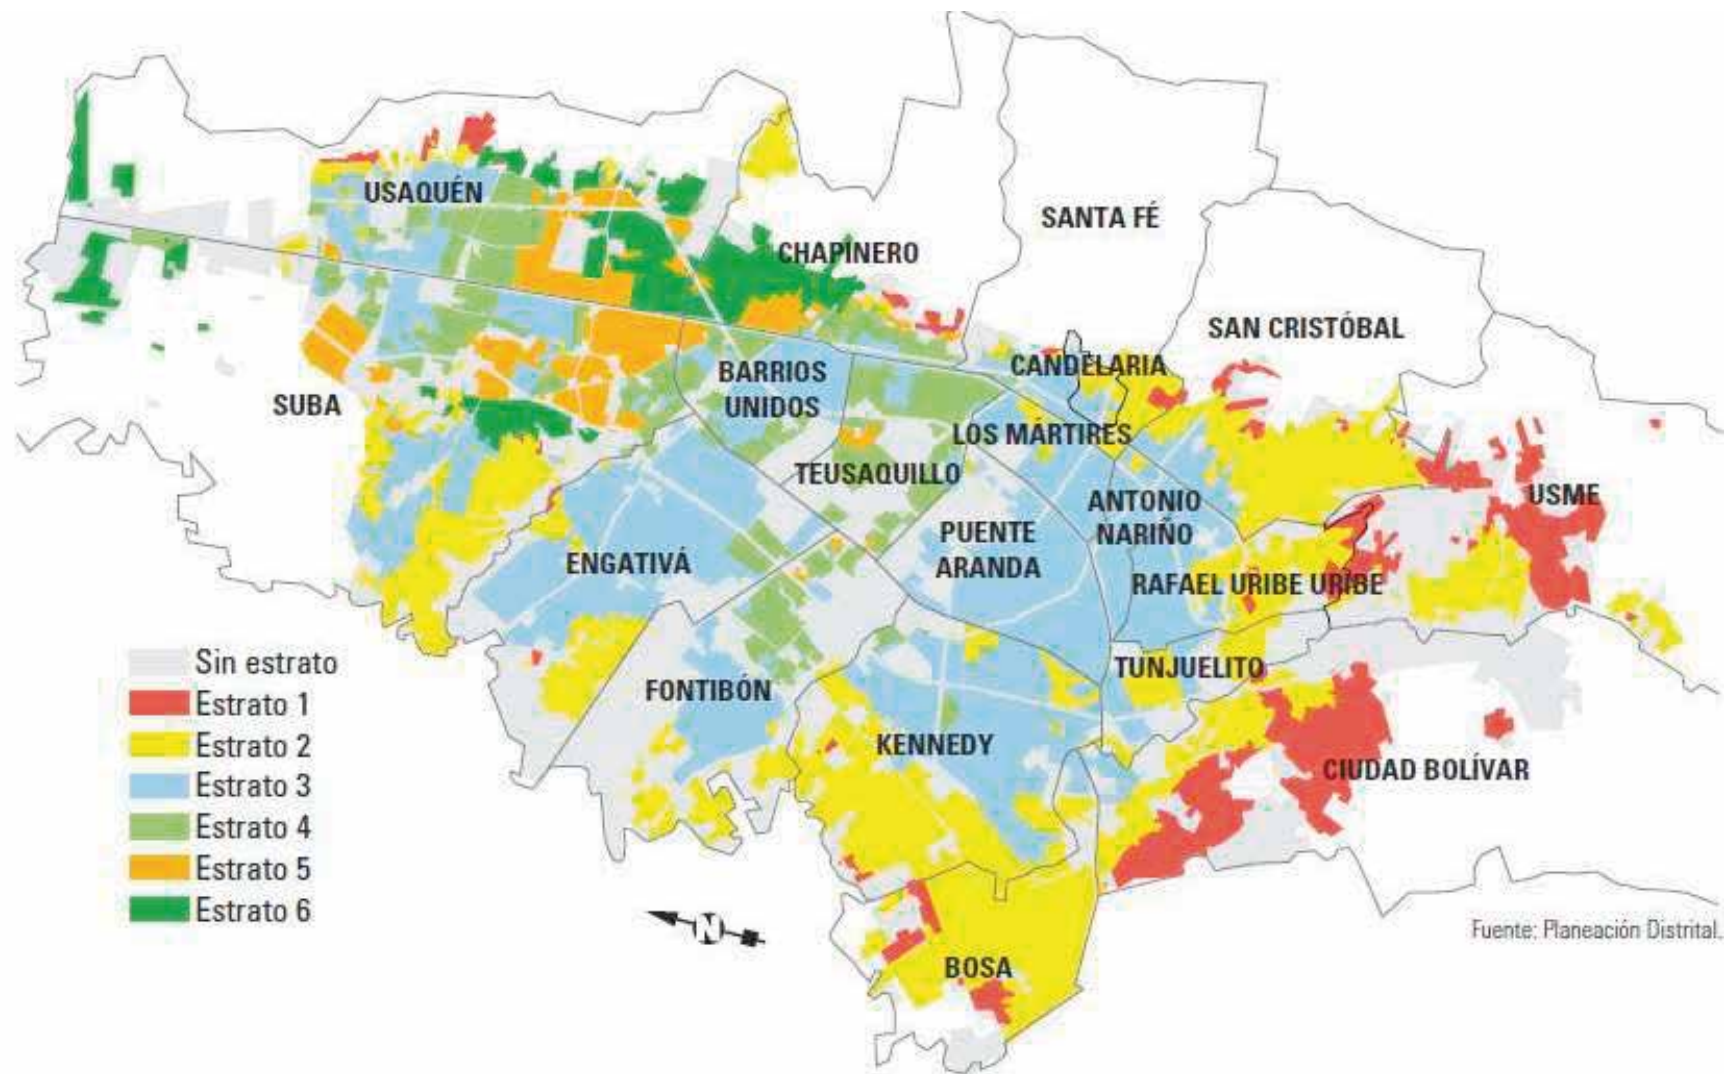 USAQUÉN
CHAPINERO
SANTA FÉ
SAN CRISTÓBAL
CANDELARIA
BARRIOS
UNIDOS
SUBA
LOS MÁRTIRES
TEUSAQUILLO
USME
ANTONIO
NARIÑO
PUENTE
ARANDA
ENGATIVÁ
RAFAEL URIBE URIBE
TUNJUELITO
FONTIBÓN
KENNEDY
CIUDAD BOLÍVAR
BOSA
Sin estrato
Estrato 1
Estrato 2
Estrato 3
Estrato 4
Estrato 5
Estrato 6
N
Fuente: Planeación Distrital.